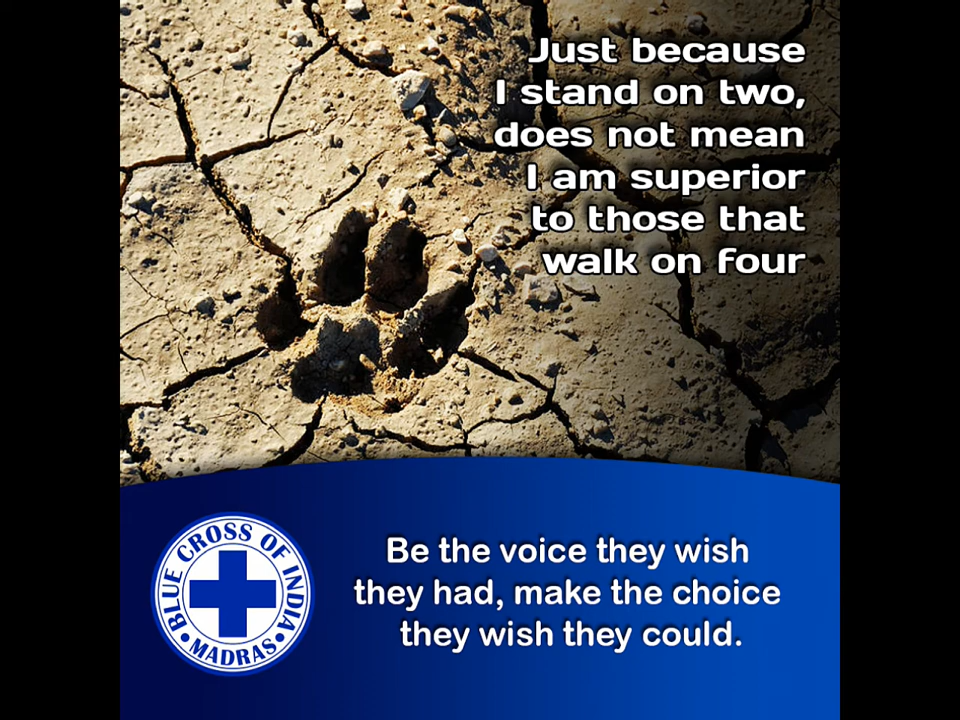 Just because
I stand on two,
does not mean
I am superior
to those that
walk on four
BLUE CROSS OF INDIA
• MADRAS •
Be the voice they wish
they had, make the choice
they wish they could.